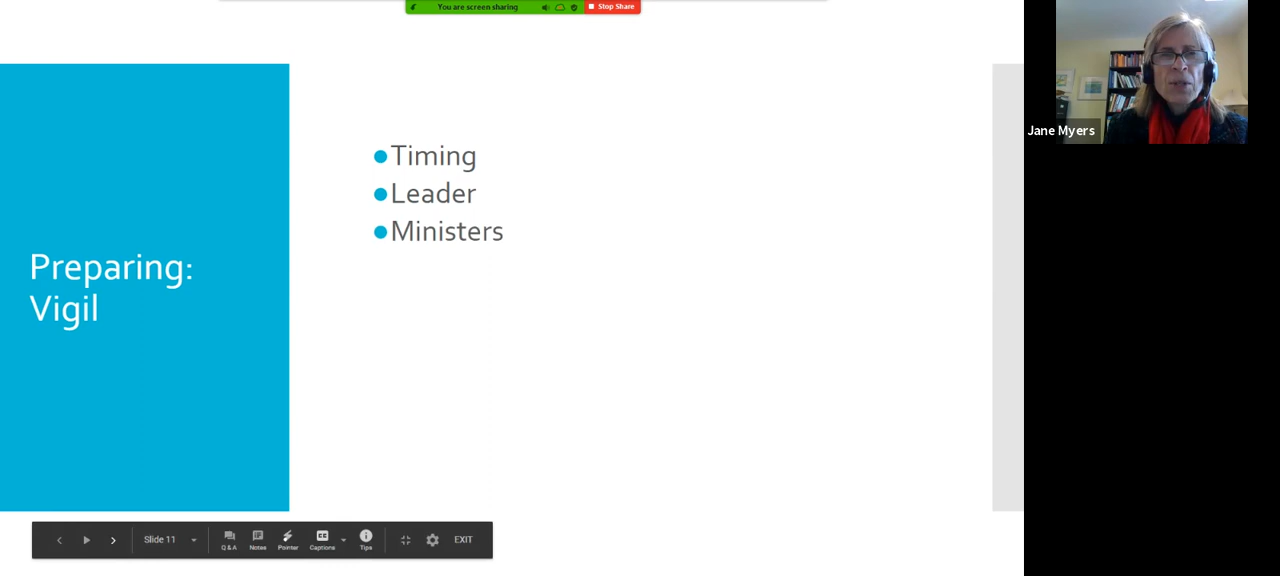 You are screen sharing
Stop Share
Jane Myers
Timing
Leader
Ministers
Preparing:
Vigil
Slide 11
Q & A
Notes
Pointer
CC
Captions
Tips
EXIT